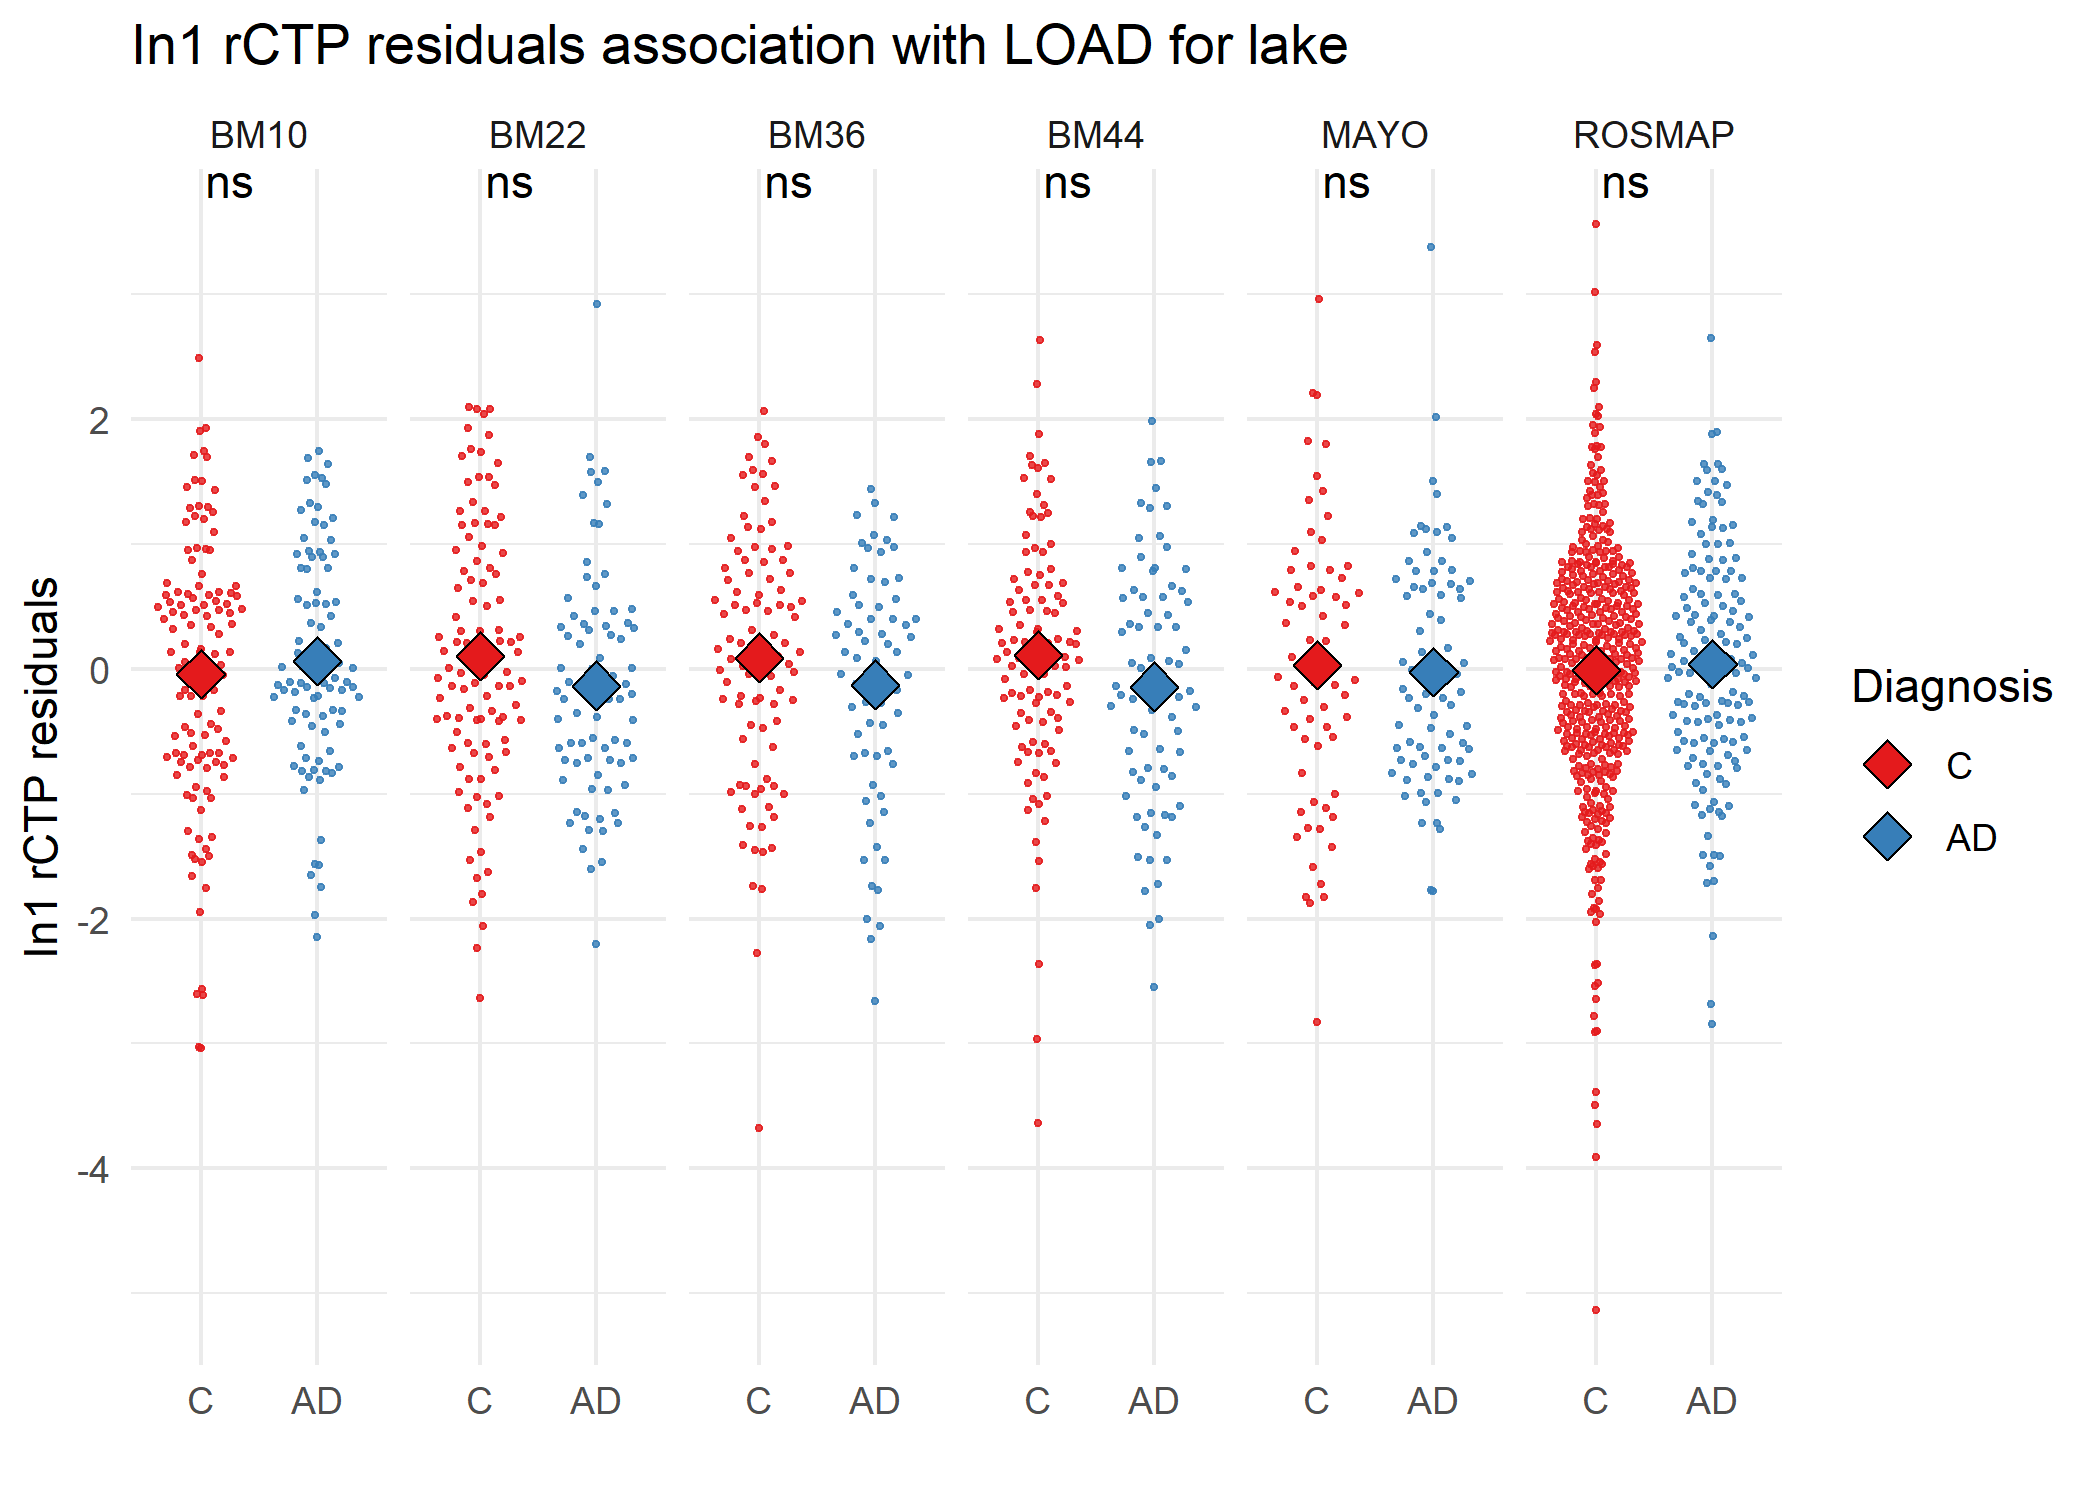 In1 rCTP residuals association with LOAD for lake
BM10 BM22 BM36 BM44 MAYO ROSMAP
ns ns ns ns ns ns
In1 rCTP residuals
2
0
-2
-4
C AD C AD C AD C AD C AD C AD
Diagnosis
C
AD